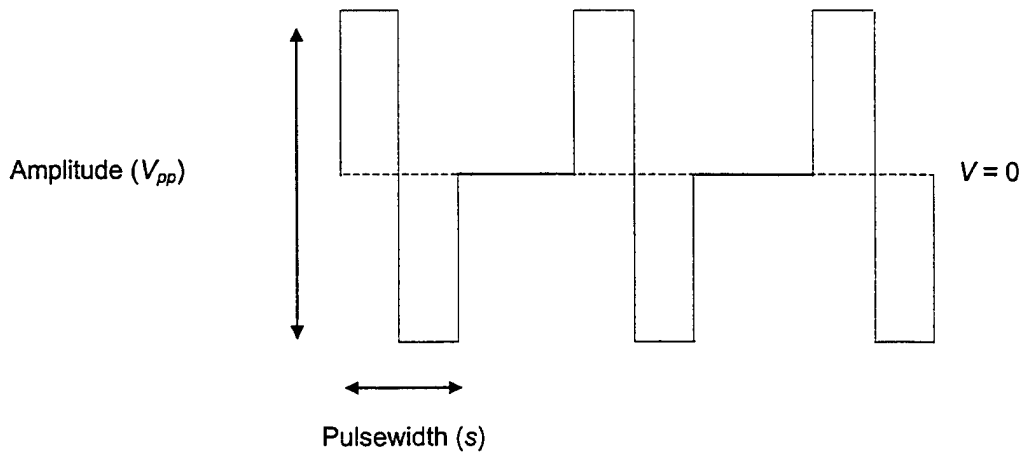 Amplitude (Vpp)
V = 0
Pulsewidth (s)